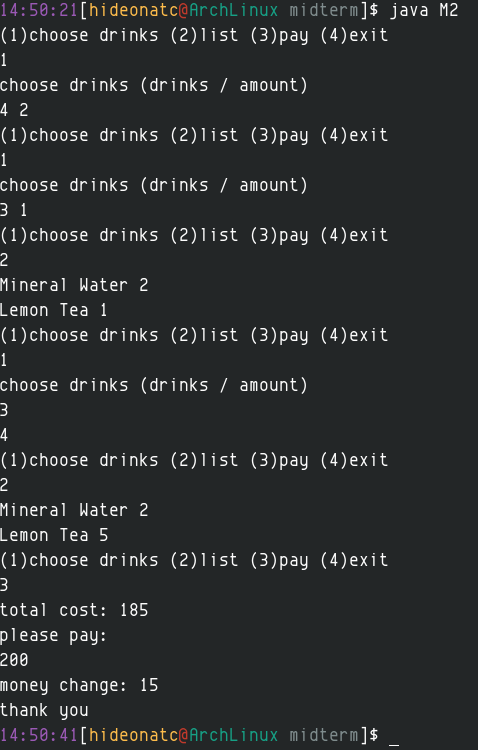 14:50:21[hideonatc@ArchLinux midterm]$ java M2
(1)choose drinks (2)list (3)pay (4)exit
1
choose drinks (drinks / amount)
4 2
(1)choose drinks (2)list (3)pay (4)exit
1
choose drinks (drinks / amount)
3 1
(1)choose drinks (2)list (3)pay (4)exit
2
Mineral Water 2
Lemon Tea 1
(1)choose drinks (2)list (3)pay (4)exit
1
choose drinks (drinks / amount)
3
4
(1)choose drinks (2)list (3)pay (4)exit
2
Mineral Water 2
Lemon Tea 5
(1)choose drinks (2)list (3)pay (4)exit
3
total cost: 185
please pay:
200
money change: 15
thank you
14:50:41[hideonatc@ArchLinux midterm]$ _